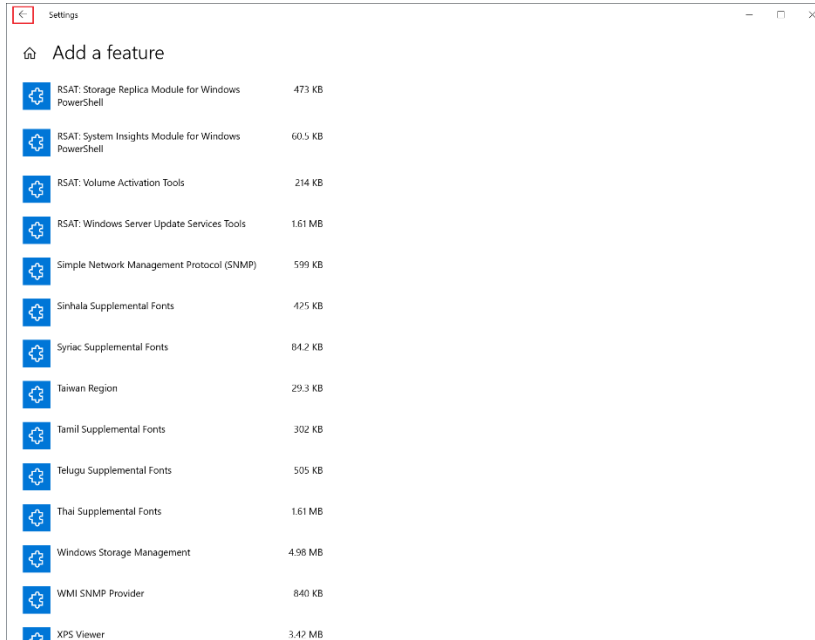 Settings
Add a feature
RSAT: Storage Replica Module for Windows 473 KB
PowerShell
RSAT: System Insights Module for Windows 60.5 KB
PowerShell
RSAT: Volume Activation Tools 214 KB
RSAT: Windows Server Update Services Tools 1.61 MB
Simple Network Management Protocol (SNMP) 599 KB
Sinhala Supplemental Fonts 425 KB
Syriac Supplemental Fonts 84.2 KB
Taiwan Region 29.3 KB
Tamil Supplemental Fonts 302 KB
Telugu Supplemental Fonts 505 KB
Thai Supplemental Fonts 1.61 MB
Windows Storage Management 4.98 MB
WMI SNMP Provider 840 KB
XPS Viewer 3.42 MB